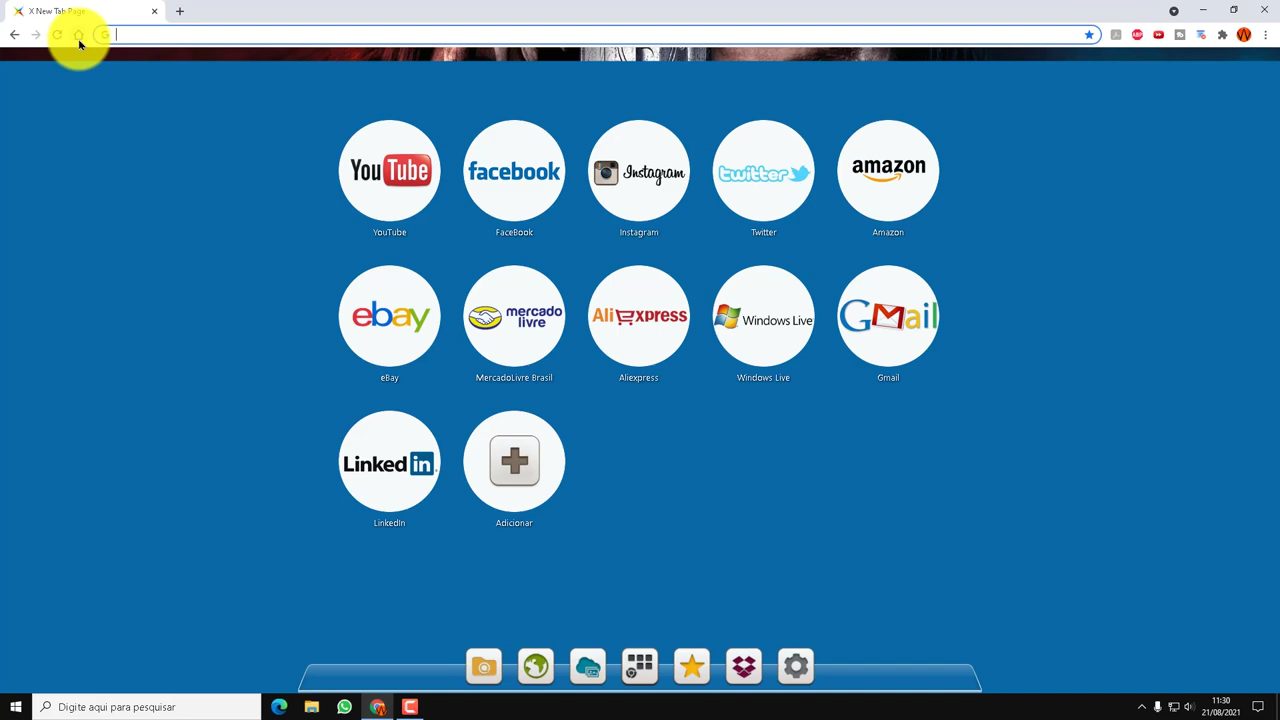 X New Tab Page
ABP
YouTube
facebook
Instagram
twitter
amazon
YouTube
FaceBook
Instagram
Twitter
Amazon
ebay
mercado
livre
AliExpress
Windows Live
GMail
eBay
MercadoLivre Brasil
Aliexpress
Windows Live
Gmail
Linked in
LinkedIn
Adicionar
Digite aqui para pesquisar
11:30
21/08/2021